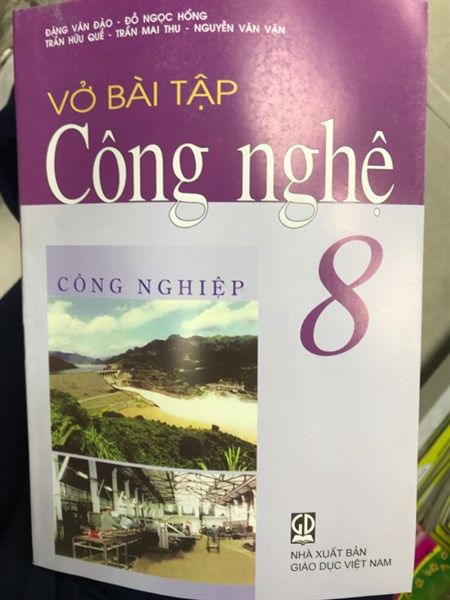 ĐẶNG VĂN ĐÀO - ĐỖ NGỌC HỒNG
TRẦN HỮU QUẾ - TRẦN MAI THU - NGUYỄN VĂN VẬN
VỞ BÀI TẬP
Công nghệ
8
CÔNG NGHIỆP
GD
NHÀ XUẤT BẢN
GIÁO DỤC VIỆT NAM